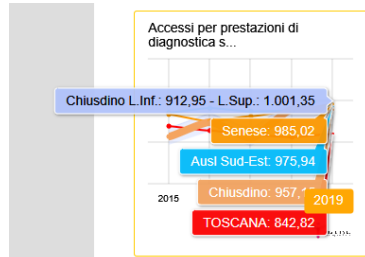 Accessi per prestazioni di
diagnostica s...
Chiusdino L.Inf.: 912,95 - L.Sup.: 1.001,35
Senese: 985,02
Ausl Sud-Est: 975,94
Chiusdino: 957,
2015
2019
TOSCANA: 842,82